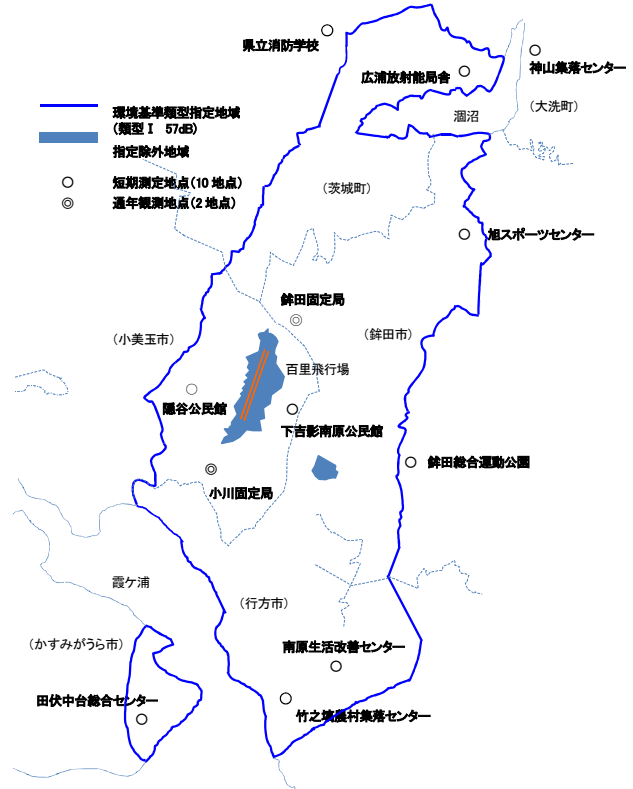 県立消防学校
神山集落センター
広浦放射能局舎
(大洗町)
涸沼
環境基準類型指定地域
(類型Ⅰ 57dB)
指定除外地域
短期測定地点(10地点)
通年観測地点(2地点)
(茨城町)
旭スポーツセンター
鉾田固定局
(小美玉市)
(鉾田市)
百里飛行場
隠谷公民館
下吉影南原公民館
鉾田総合運動公園
小川固定局
霞ケ浦
(行方市)
(かすみがうら市)
南原生活改善センター
田伏中台総合センター
竹之塙農村集落センター